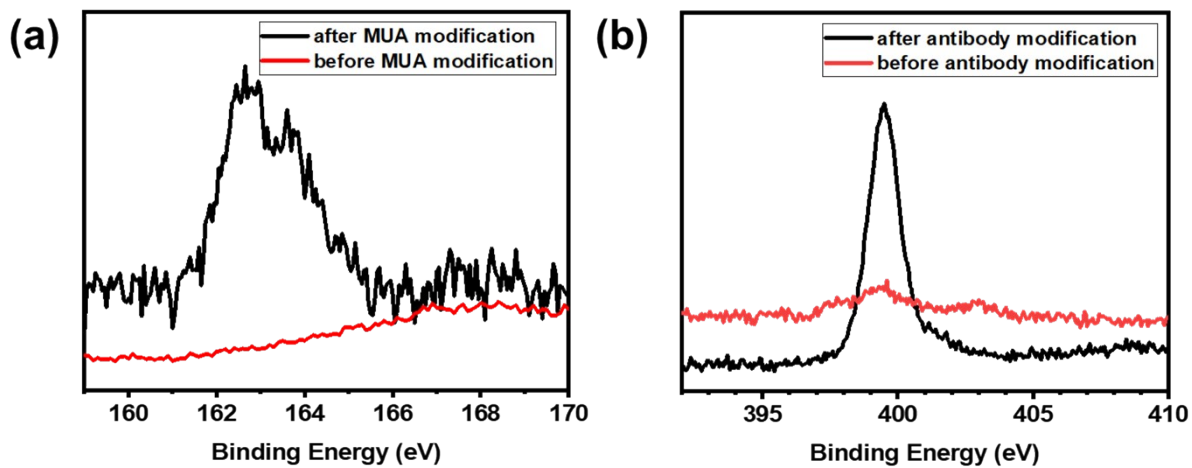 (a)
after MUA modification
before MUA modification
160 162 164 166 168 170
Binding Energy (eV)
(b)
after antibody modification
before antibody modification
395 400 405 410
Binding Energy (eV)